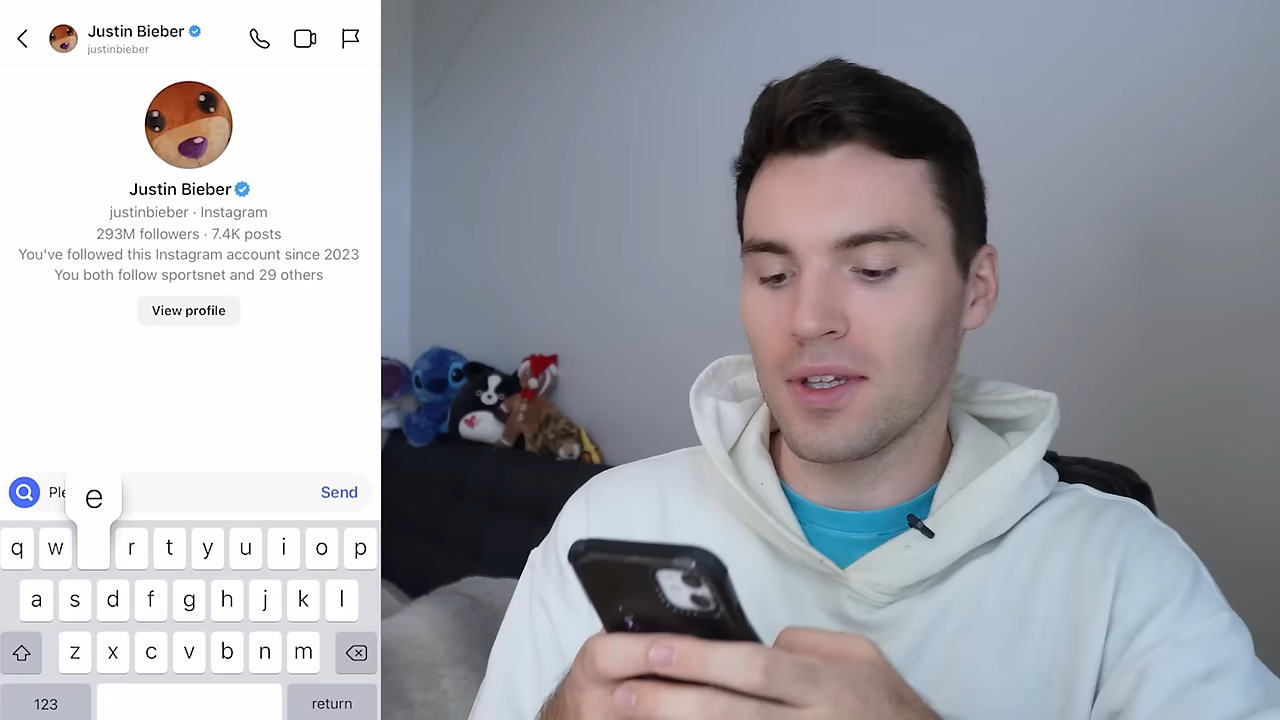 Justin Bieber
justinbieber
Justin Bieber
justinbieber · Instagram
293M followers · 7.4K posts
You've followed this Instagram account since 2023
You both follow sportsnet and 29 others
View profile
Ple
Send
e
q w r t y u i o p
a s d f g h j k l
z x c v b n m
123 return